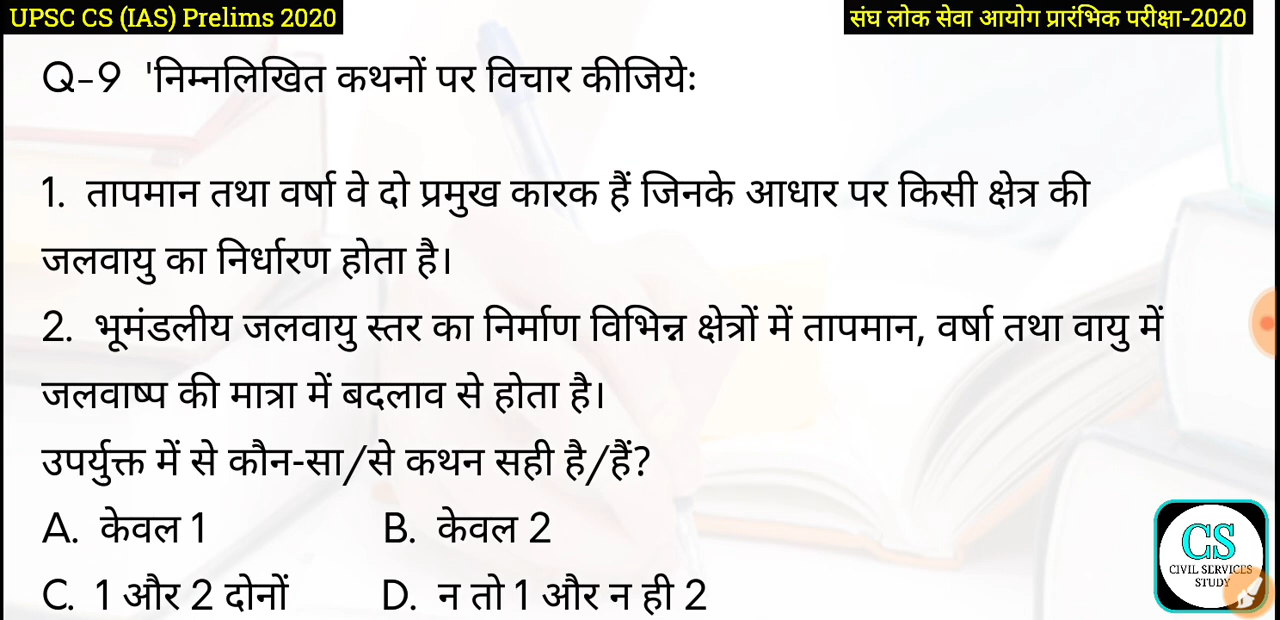 UPSC CS (IAS) Prelims 2020
संघ लोक सेवा आयोग प्रारंभिक परीक्षा-2020
Q-9 'निम्नलिखित कथनों पर विचार कीजिये:
1. तापमान तथा वर्षा वे दो प्रमुख कारक हैं जिनके आधार पर किसी क्षेत्र की
जलवायु का निर्धारण होता है।
2. भूमंडलीय जलवायु स्तर का निर्माण विभिन्न क्षेत्रों में तापमान, वर्षा तथा वायु में
जलवाष्प की मात्रा में बदलाव से होता है।
उपर्युक्त में से कौन-सा/से कथन सही है/हैं?
A. केवल 1 B. केवल 2
C. 1 और 2 दोनों D. न तो 1 और न ही 2
CS
CIVIL SERVICES
STUDY